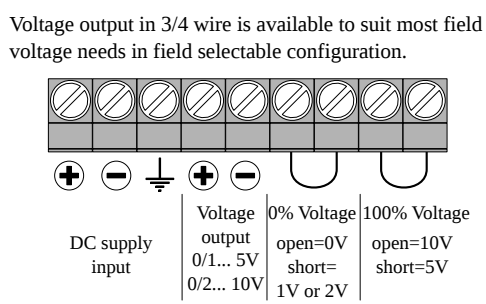 Voltage output in 3/4 wire is available to suit most field
voltage needs in field selectable configuration.
DC supply
input
Voltage
output
0/1... 5V
0/2... 10V
0% Voltage
open=0V
short=
1V or 2V
100% Voltage
open=10V
short=5V